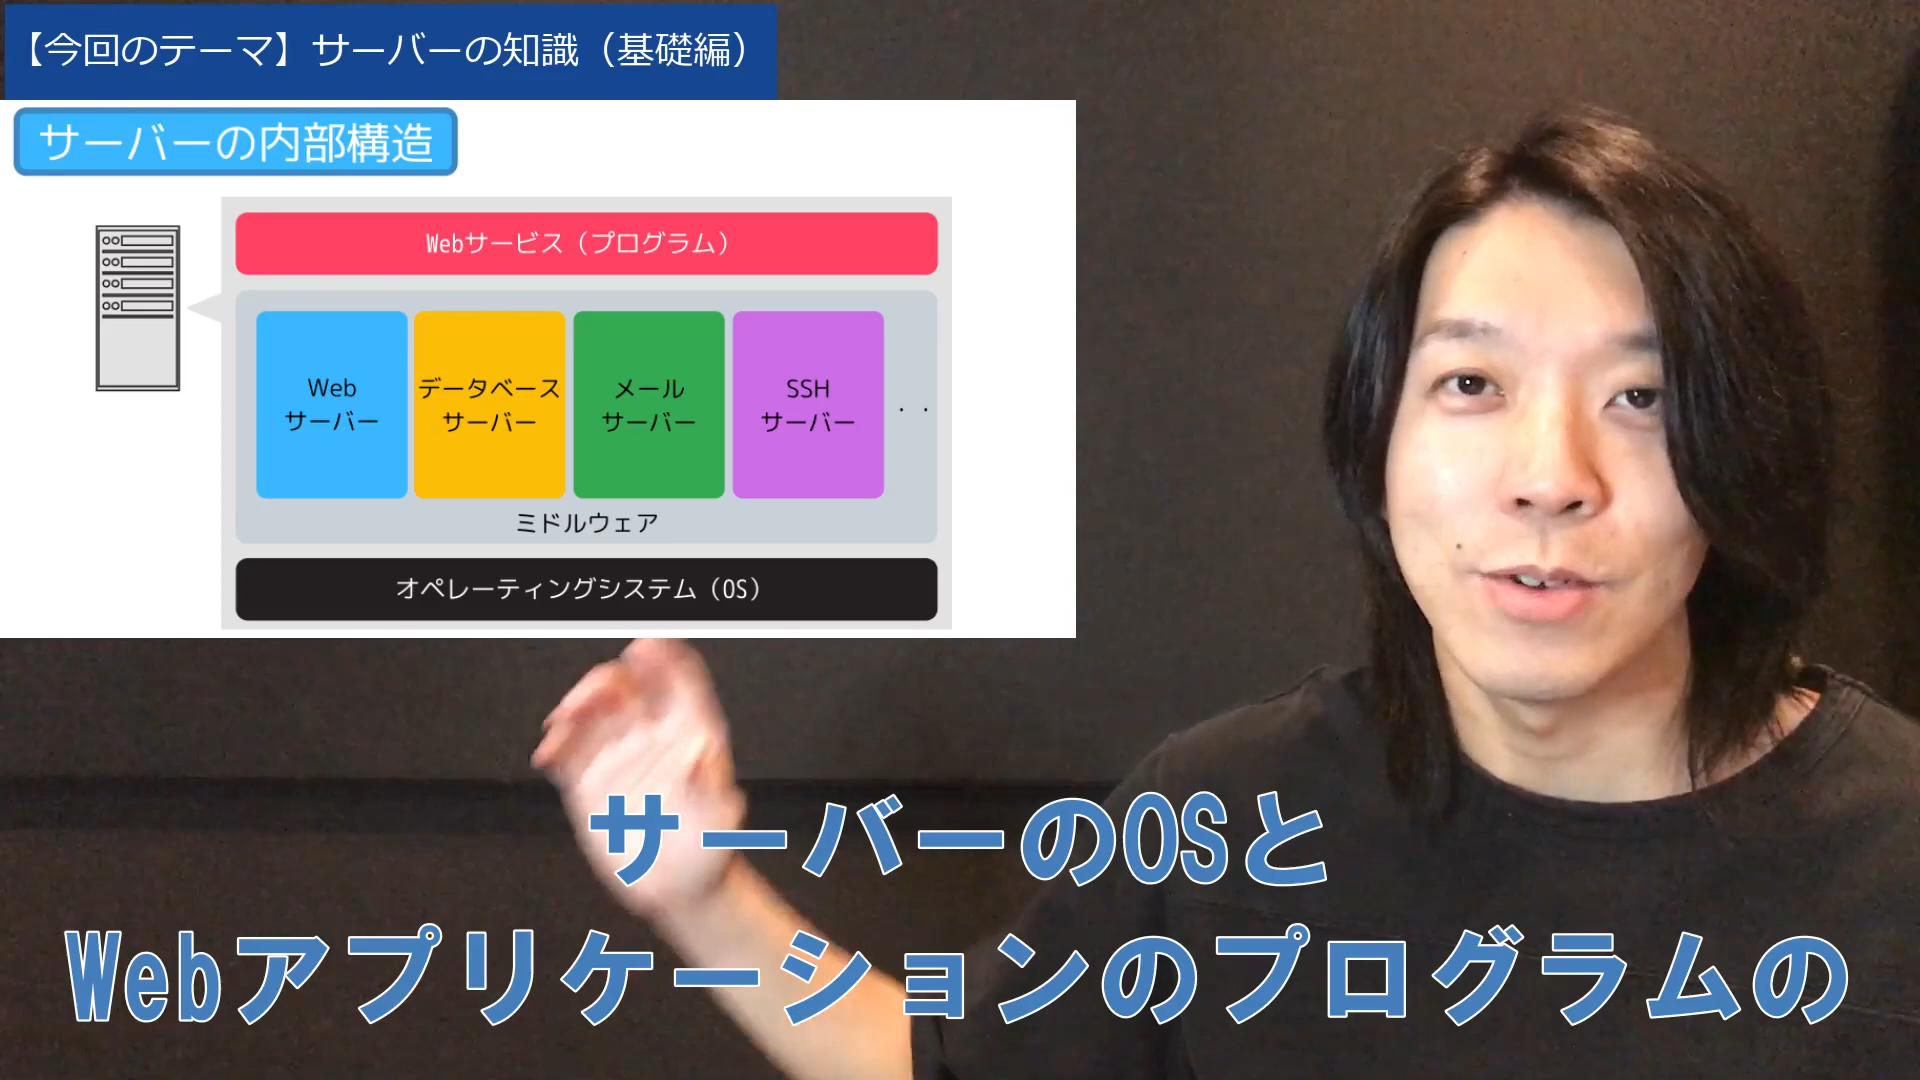 【今回のテーマ】サーバーの知識（基礎編）
サーバーの内部構造
Webサービス（プログラム）
Web
サーバー
データベース
サーバー
メール
サーバー
SSH
サーバー
・・
ミドルウェア
オペレーティングシステム（OS）
サーバーのOSと
Webアプリケーションのプログラムの